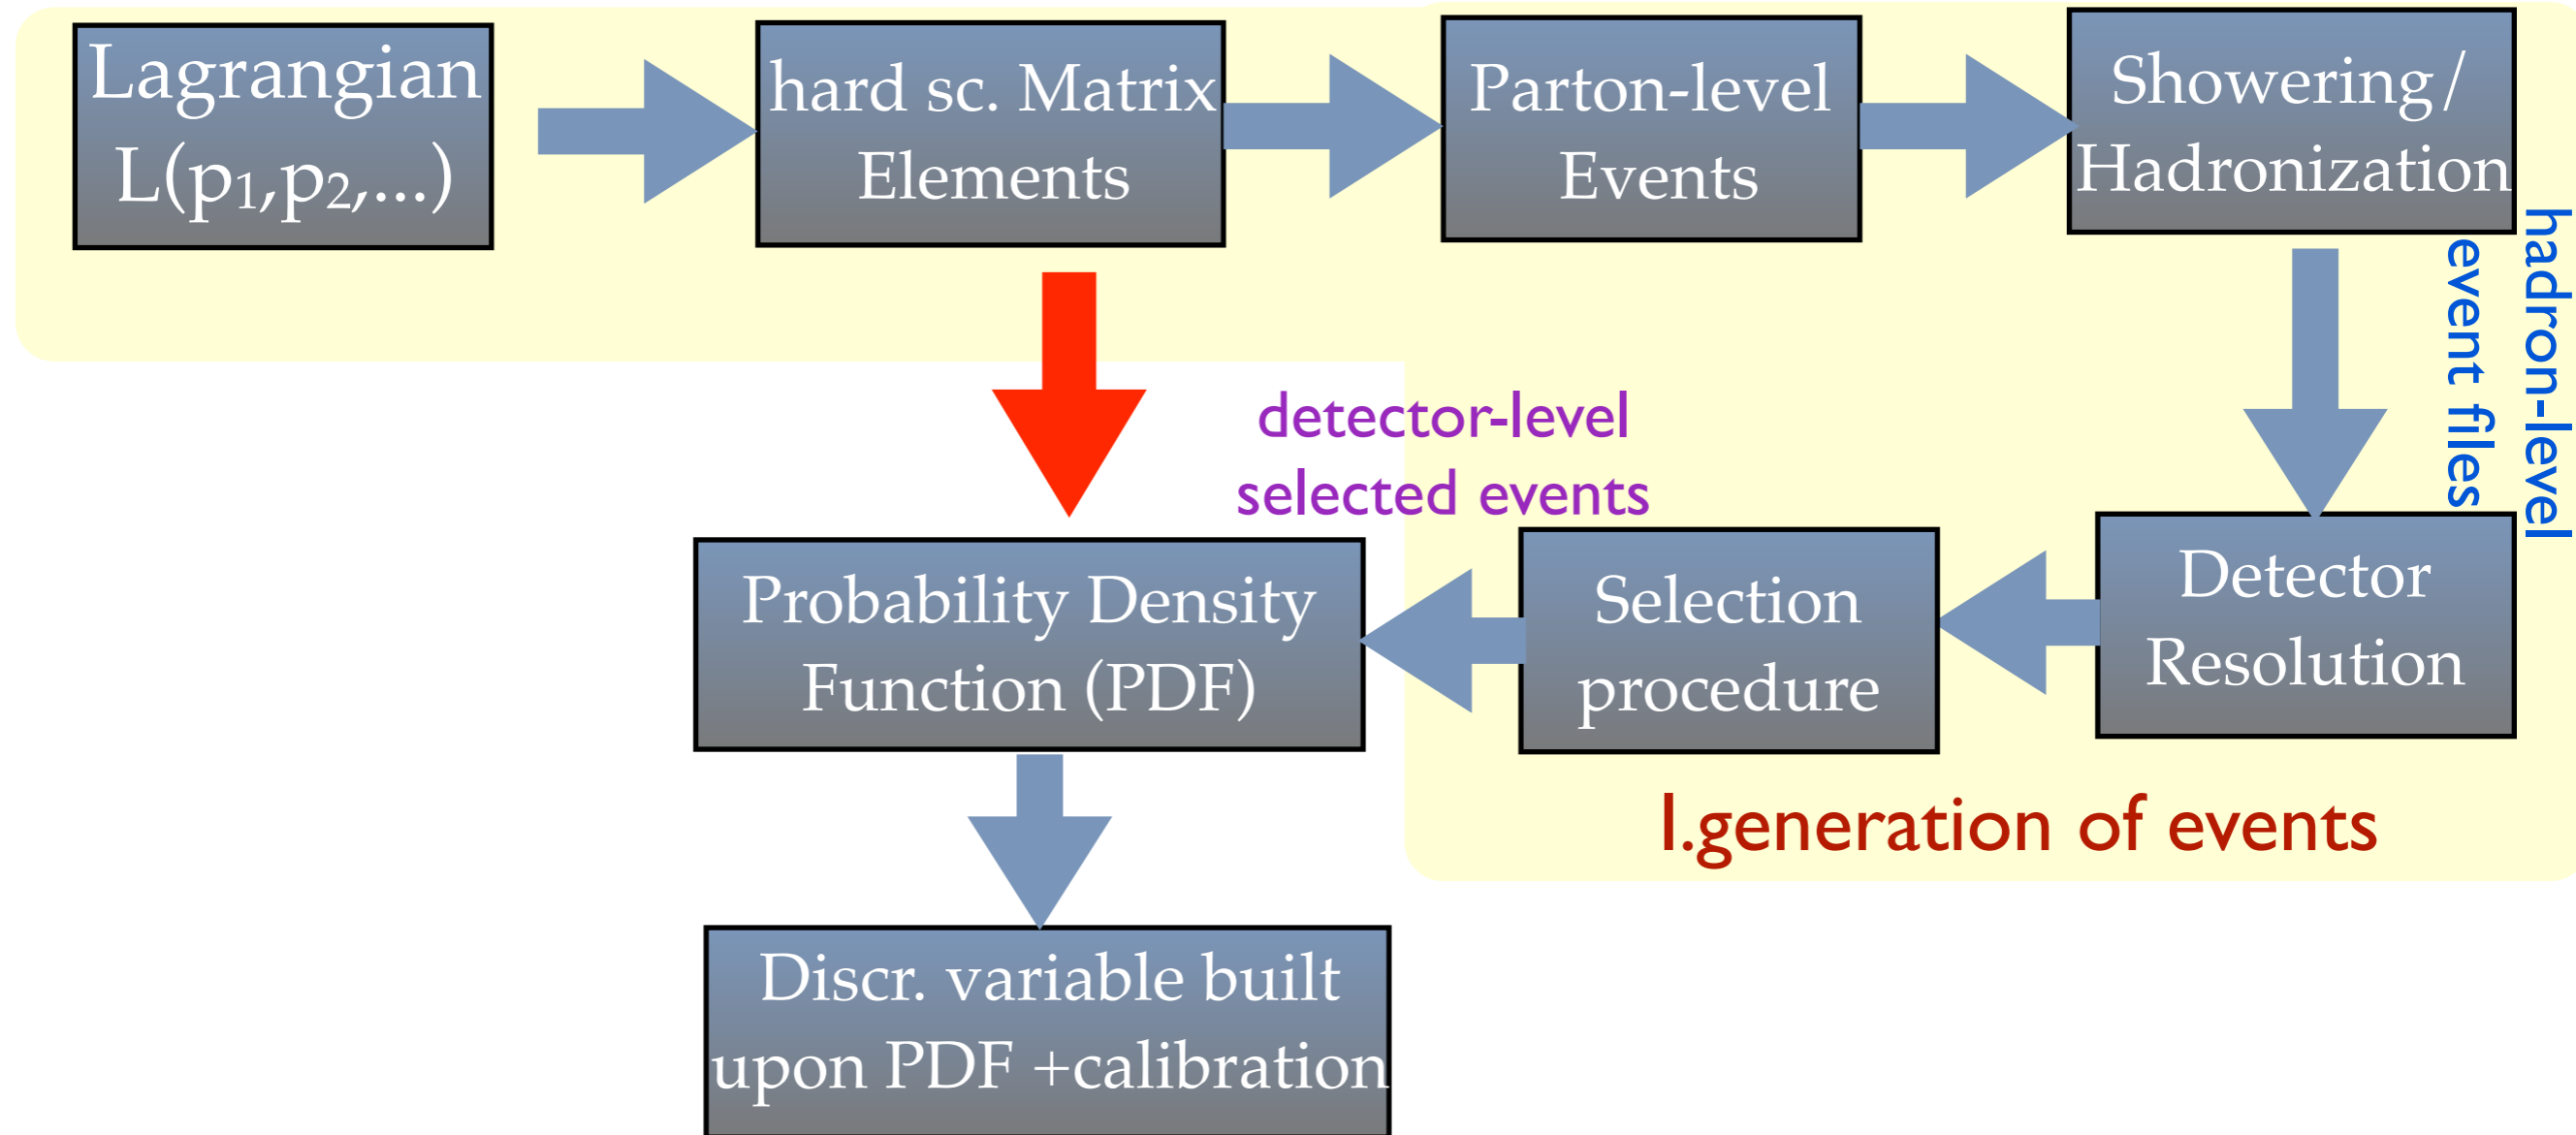 Lagrangian
L(p₁,p₂,...)
hard sc. Matrix
Elements
Parton-level
Events
Showering/
Hadronization
hadron-level
event files
detector-level
selected events
Probability Density
Function (PDF)
Selection
procedure
Detector
Resolution
I.generation of events
Discr. variable built
upon PDF +calibration